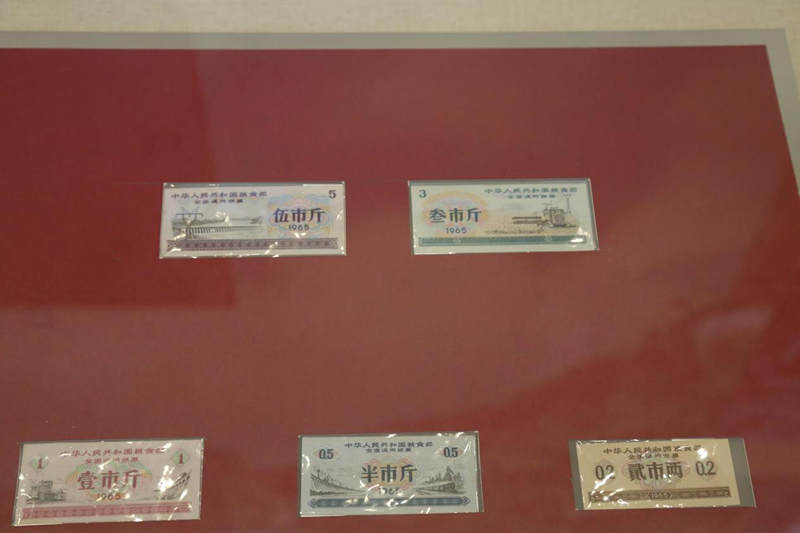 中华人民共和国粮食部
全国通用粮票
5
伍市斤
1965
3
中华人民共和国粮食部
全国通用粮票
叁市斤
1965
中华人民共和国粮食部
全国通用粮票
1
1
壹市斤
1966
中华人民共和国粮食部
全国通用粮票
0.5
0.5
半市斤
1965
中华人民共和国粮食部
全国通用粮票
0.2
0.2
贰市两
1965